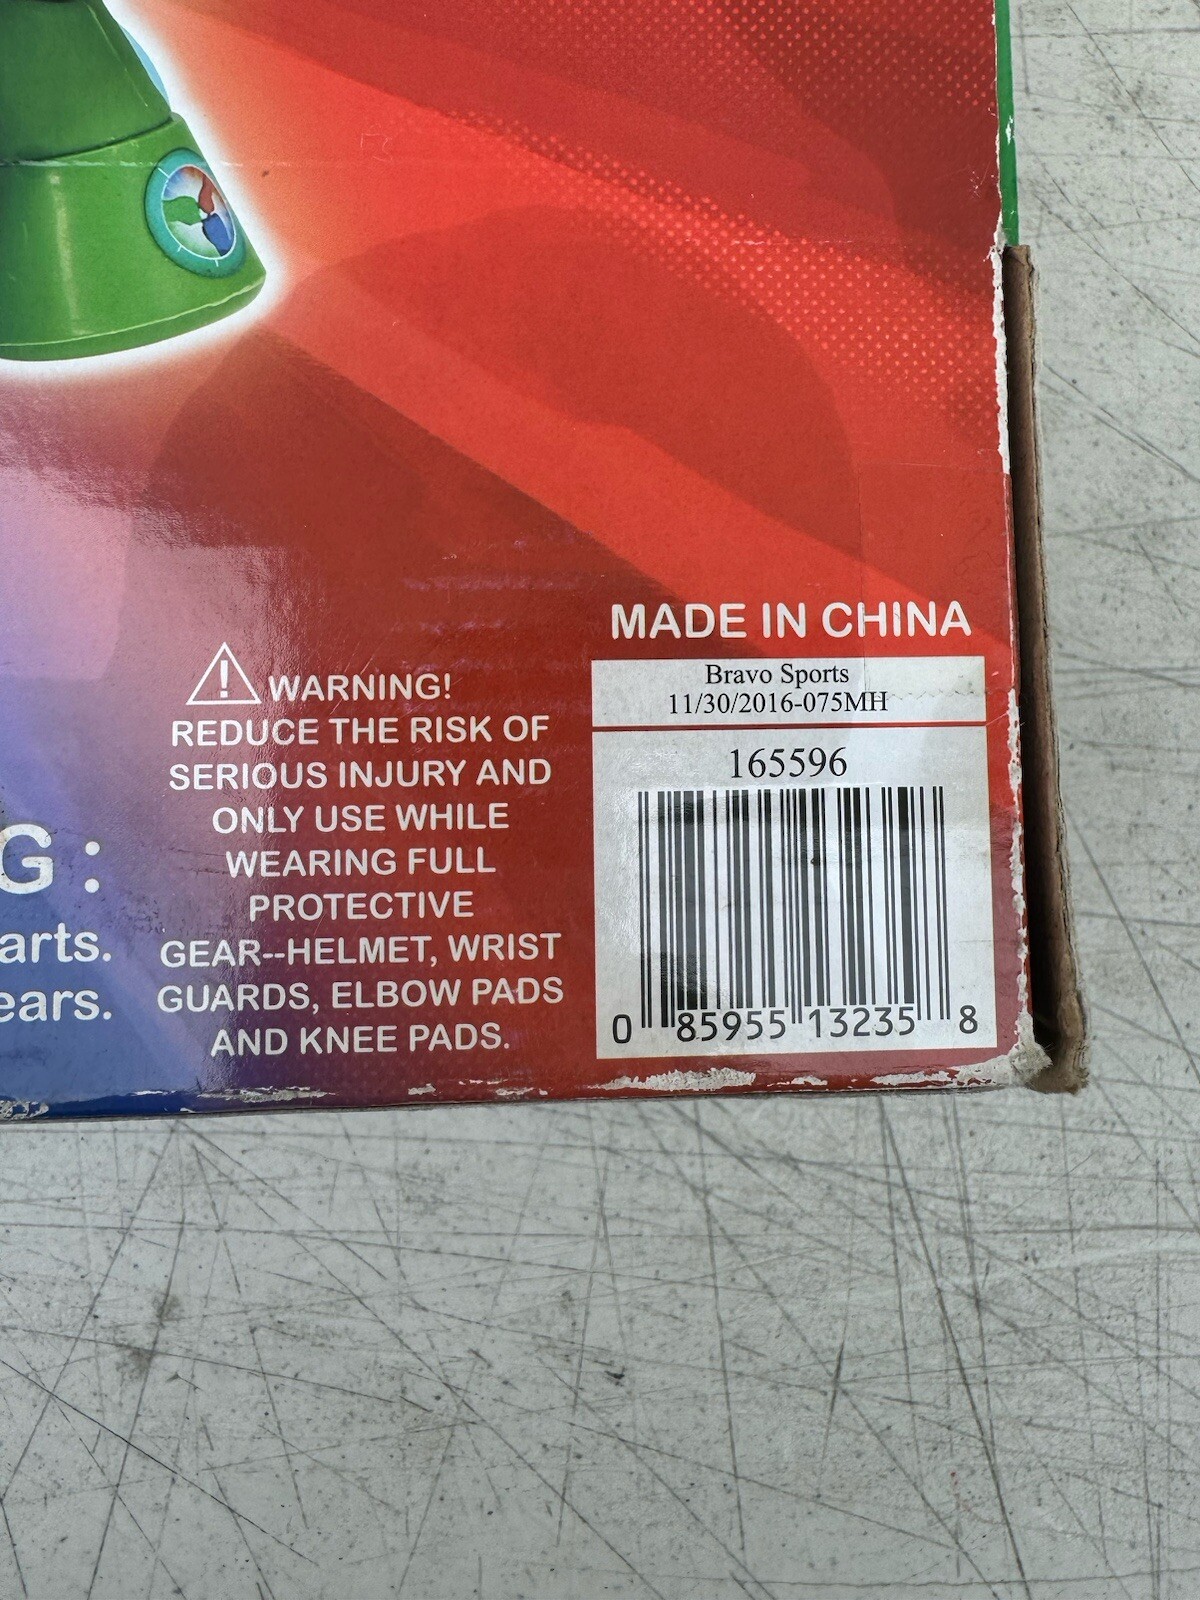 MADE IN CHINA
Bravo Sports
11/30/2016-075MH
165596
0 85955 13235 8
WARNING!
REDUCE THE RISK OF
SERIOUS INJURY AND
ONLY USE WHILE
WEARING FULL
PROTECTIVE
GEAR--HELMET, WRIST
GUARDS, ELBOW PADS
AND KNEE PADS.
G :
arts.
ears.